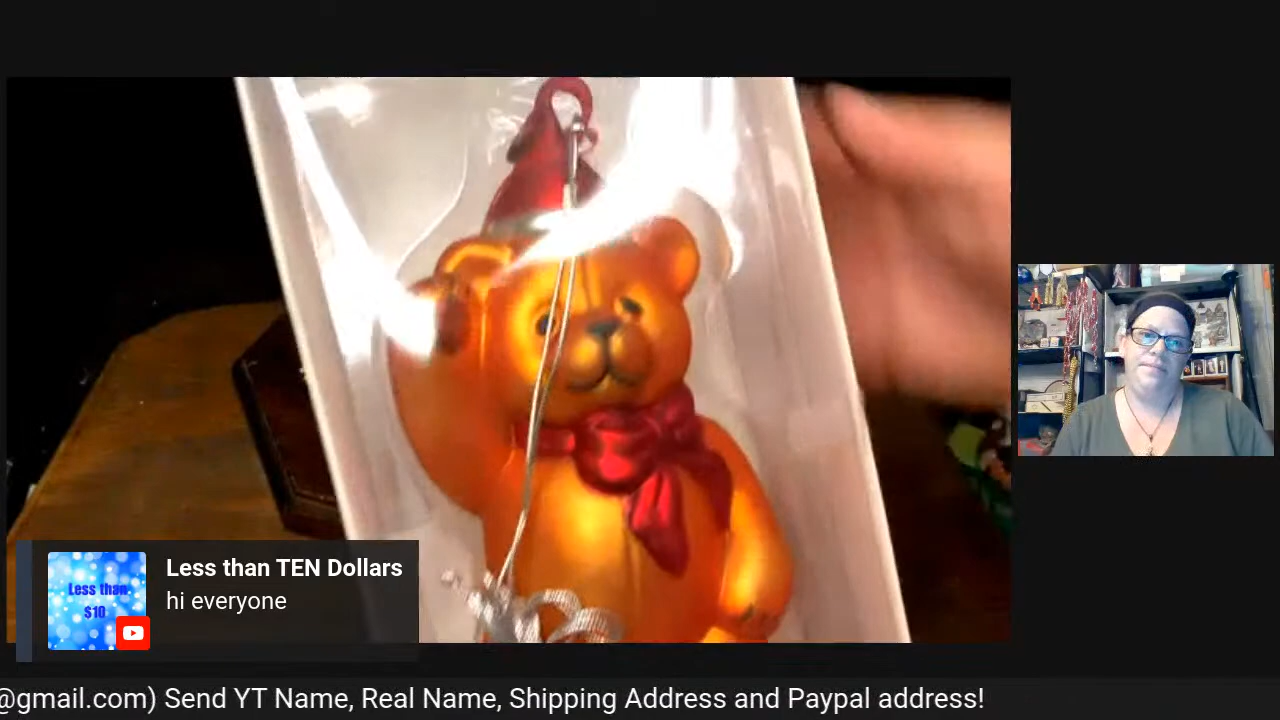 Less than
$10
Less than TEN Dollars
hi everyone
@gmail.com) Send YT Name, Real Name, Shipping Address and Paypal address!